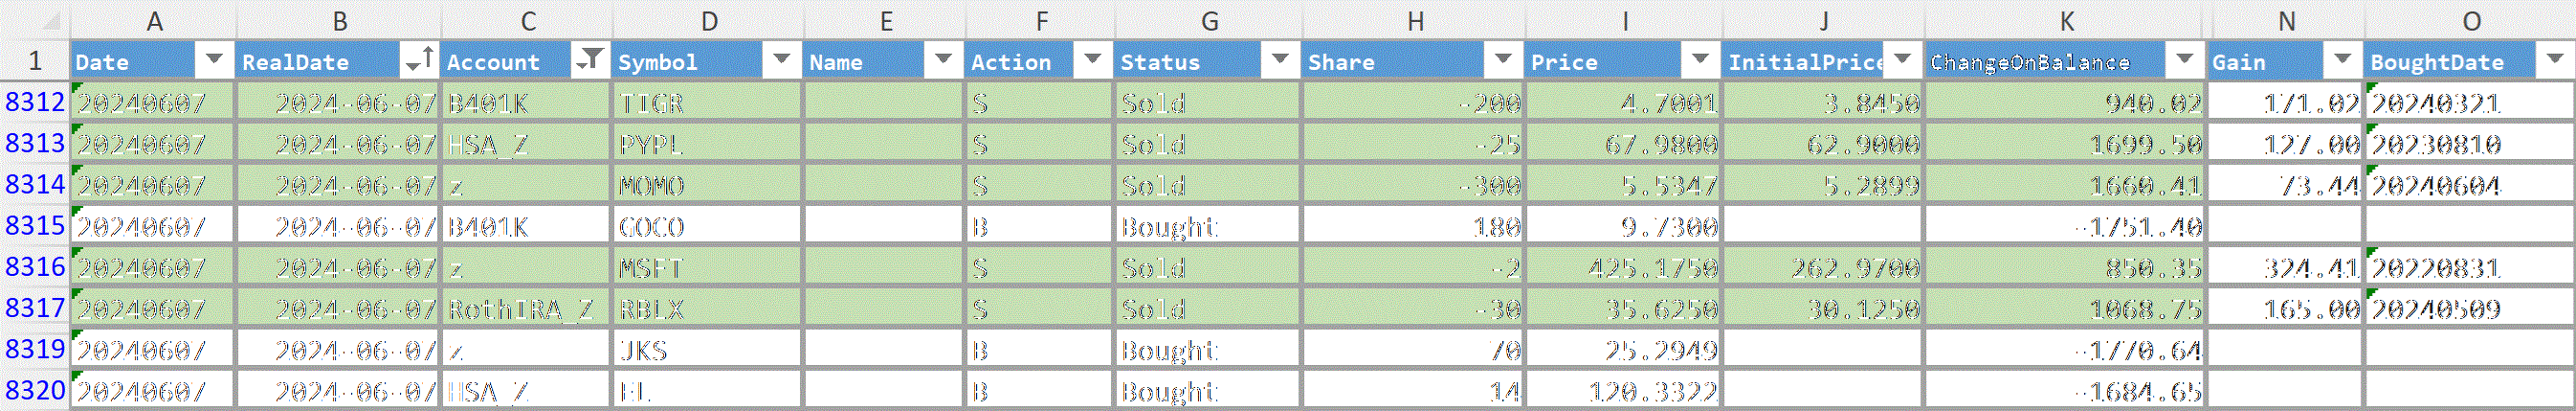 A B C D E F G H I J K N O
1 Date RealDate Account Symbol Name Action Status Share Price InitialPrice ChangeOnBalance Gain BoughtDate
8312 20240607 2024-06-07 B401K TIGR S Sold -200 4.7001 3.8450 940.02 171.02 20240321
8313 20240607 2024-06-07 HSA_Z PYPL S Sold -25 67.9800 62.9000 1699.50 127.00 20230810
8314 20240607 2024-06-07 z MOMO S Sold -300 5.5347 5.2899 1660.41 73.44 20240604
8315 20240607 2024-06-07 B401K GOCO B Bought 180 9.7300 -1751.40
8316 20240607 2024-06-07 z MSFT S Sold -2 425.1750 262.9700 850.35 324.41 20220831
8317 20240607 2024-06-07 RothIRA_Z RBLX S Sold -30 35.6250 30.1250 1068.75 165.00 20240509
8319 20240607 2024-06-07 z JKS B Bought 70 25.2949 -1770.64
8320 20240607 2024-06-07 HSA_Z EL B Bought 14 120.3322 -1684.65